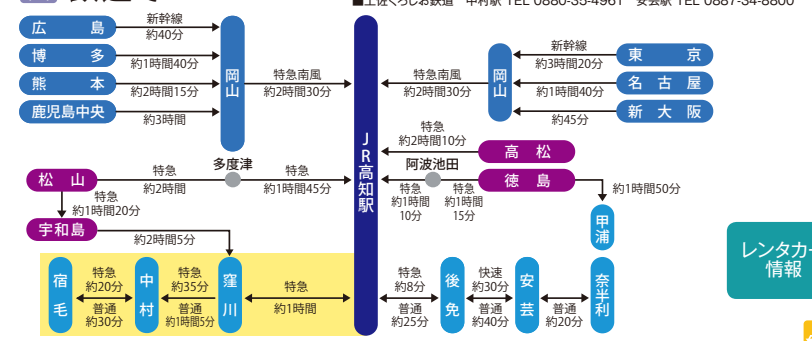 ■土佐くろしお鉄道 中村駅 TEL 0880-35-4961 安芸駅 TEL 0887-34-8800
広島
新幹線
約40分
博多
約1時間40分
熊本
約2時間15分
鹿児島中央
約3時間
岡山
特急南風
約2時間30分
JR高知駅
特急南風
約2時間30分
岡山
新幹線
約3時間20分
東京
約1時間40分
名古屋
約45分
新大阪
特急
約2時間10分
高松
松山
特急
約2時間
多度津
特急
約1時間45分
阿波池田
徳島
特急
約1時間
10分
特急
約1時間
15分
約1時間50分
甲浦
特急
約1時間20分
宇和島
約2時間5分
宿毛
特急
約20分
普通
約30分
中村
特急
約35分
普通
約1時間5分
窪川
特急
約1時間
特急
約8分
普通
約25分
後免
快速
約30分
普通
約40分
安芸
普通
約20分
奈半利
レンタカー
情報